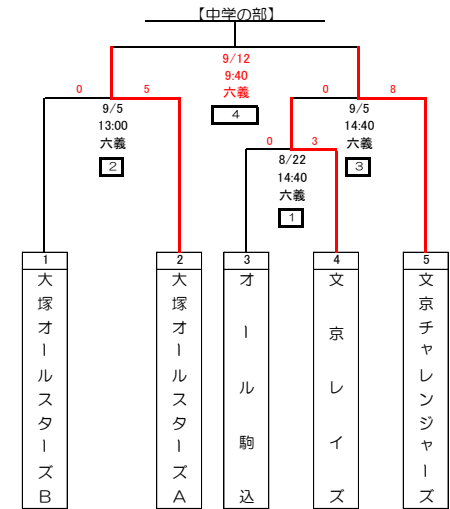 【中学の部】
9/12
9:40
六義
4
0 5
0 8
9/5
13:00
六義
2
9/5
14:40
六義
3
0 3
8/22
14:40
六義
1
1 2 3 4 5
大塚オールスターズB
大塚オールスターズA
オール駒込
文京レイズ
文京チャレンジャーズ